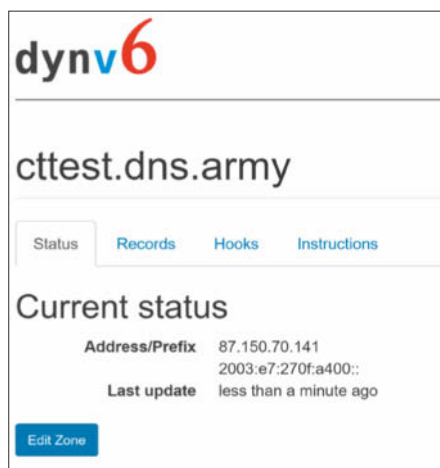 dynv6
cttest.dns.army
Status Records Hooks Instructions
Current status
Address/Prefix 87.150.70.141
2003:e7:270f:a400::
Last update less than a minute ago
Edit Zone